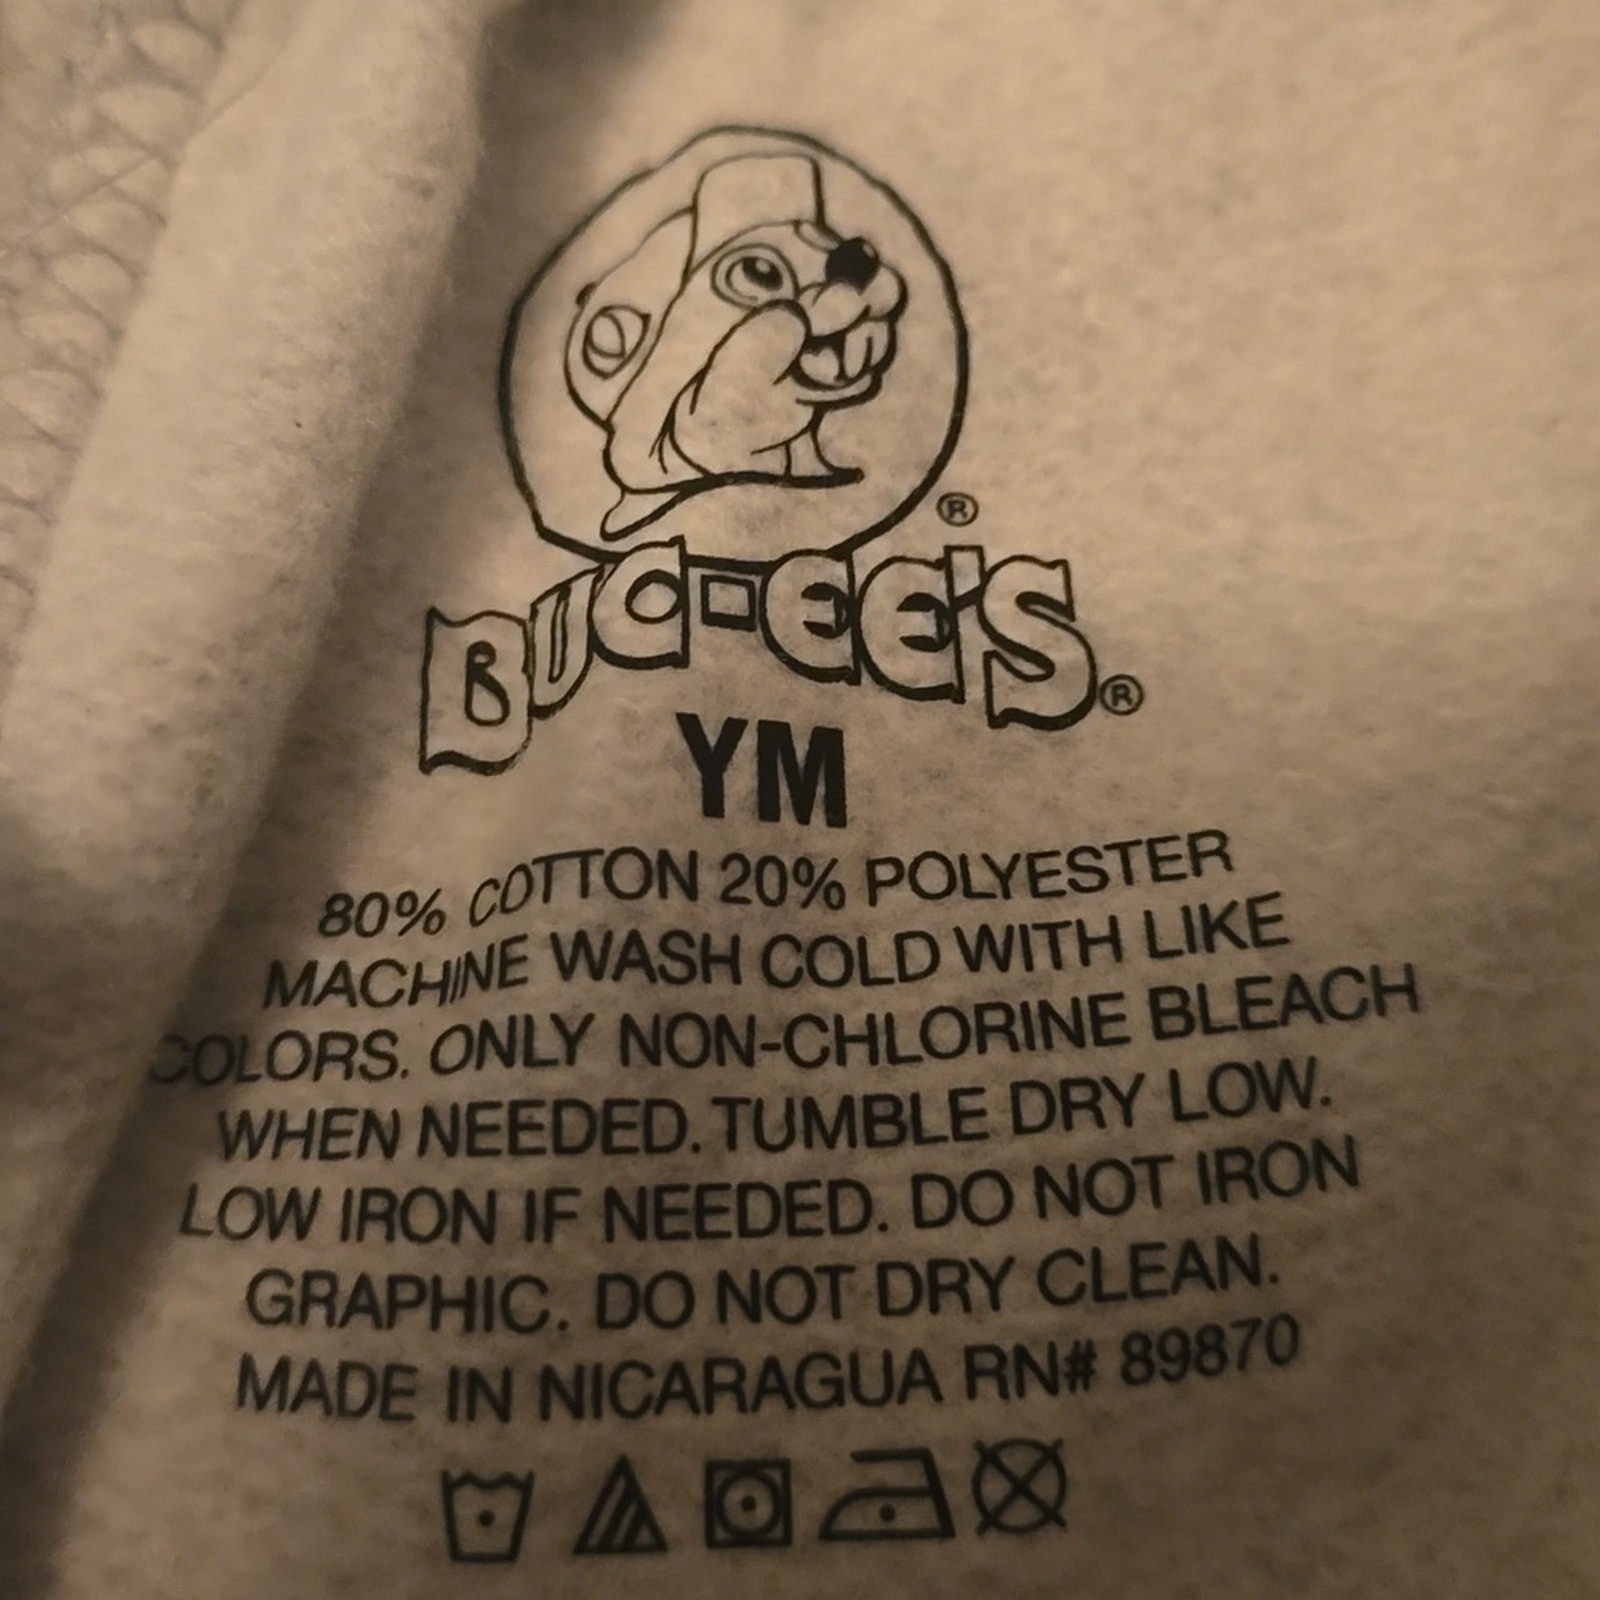 ®
BUC-EE'S®
YM
80% COTTON 20% POLYESTER
MACHINE WASH COLD WITH LIKE
COLORS. ONLY NON-CHLORINE BLEACH
WHEN NEEDED. TUMBLE DRY LOW.
LOW IRON IF NEEDED. DO NOT IRON
GRAPHIC. DO NOT DRY CLEAN.
MADE IN NICARAGUA RN# 89870